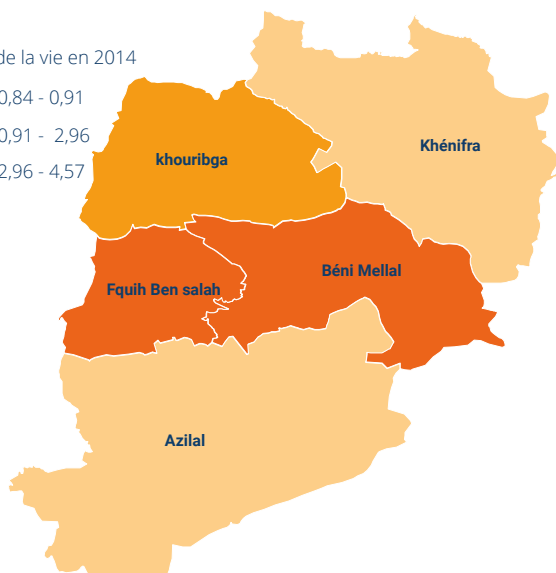 de la vie en 2014
0,84 - 0,91
0,91 - 2,96
2,96 - 4,57
khouribga
Khénifra
Béni Mellal
Fquih Ben salah
Azilal